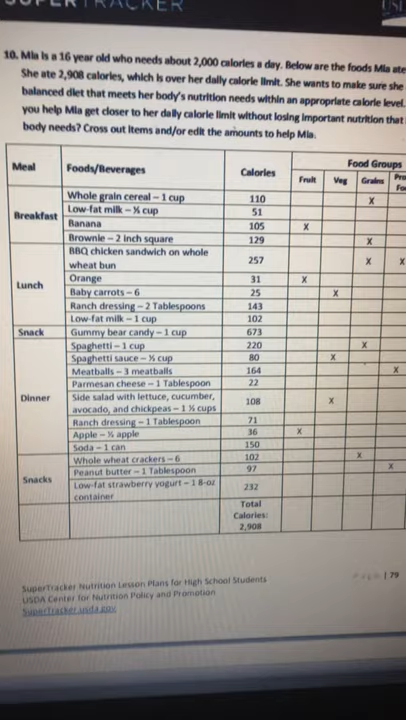 SUPERTRACKER
10. Mia is a 16 year old who needs about 2,000 calories a day. Below are the foods Mia ate
She ate 2,908 calories, which is over her daily calorie limit. She wants to make sure she
balanced diet that meets her body's nutrition needs within an appropriate calorie level.
you help Mia get closer to her daily calorie limit without losing important nutrition that
body needs? Cross out items and/or edit the amounts to help Mia.
Meal Foods/Beverages Calories Food Groups
Fruit Veg Grains Pro
Fo
Breakfast
Whole grain cereal – 1 cup 110 X
Low-fat milk – ½ cup 51
Banana 105 X
Brownie – 2 inch square 129 X
Lunch
BBQ chicken sandwich on whole
wheat bun 257 X X
Orange 31 X
Baby carrots – 6 25 X
Ranch dressing – 2 Tablespoons 143
Low-fat milk – 1 cup 102
Snack Gummy bear candy – 1 cup 673
Dinner
Spaghetti – 1 cup 220 X
Spaghetti sauce – ½ cup 80 X
Meatballs – 3 meatballs 164 X
Parmesan cheese – 1 Tablespoon 22
Side salad with lettuce, cucumber,
avocado, and chickpeas – 1 ½ cups 108 X
Ranch dressing – 1 Tablespoon 71
Apple – ½ apple 36 X
Soda – 1 can 150
Snacks
Whole wheat crackers – 6 102 X
Peanut butter – 1 Tablespoon 97 X
Low-fat strawberry yogurt – 1 8-oz
container 232
Total
Calories:
2,908
SuperTracker Nutrition Lesson Plans for High School Students
USDA Center for Nutrition Policy and Promotion
Supertracker.usda.gov
Page | 79